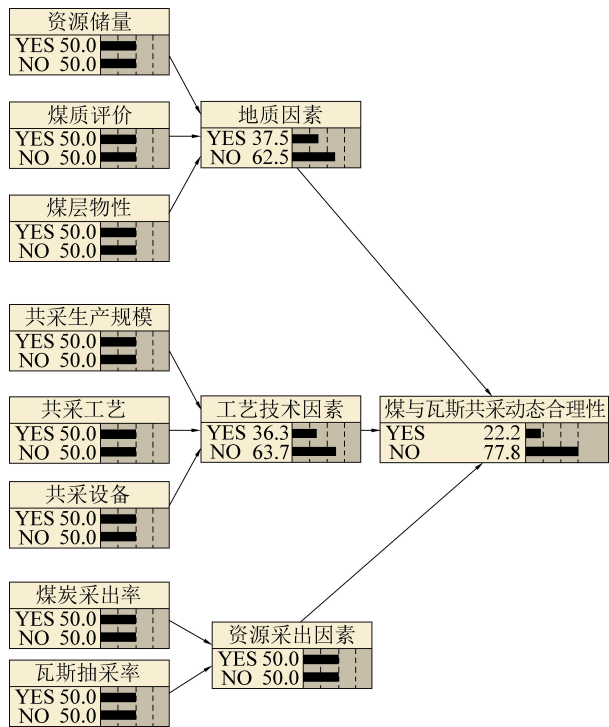 资源储量
YES 50.0
NO 50.0
煤质评价
YES 50.0
NO 50.0
煤层物性
YES 50.0
NO 50.0
地质因素
YES 37.5
NO 62.5
共采生产规模
YES 50.0
NO 50.0
共采工艺
YES 50.0
NO 50.0
共采设备
YES 50.0
NO 50.0
工艺技术因素
YES 36.3
NO 63.7
煤与瓦斯共采动态合理性
YES 22.2
NO 77.8
煤炭采出率
YES 50.0
NO 50.0
瓦斯抽采率
YES 50.0
NO 50.0
资源采出因素
YES 50.0
NO 50.0